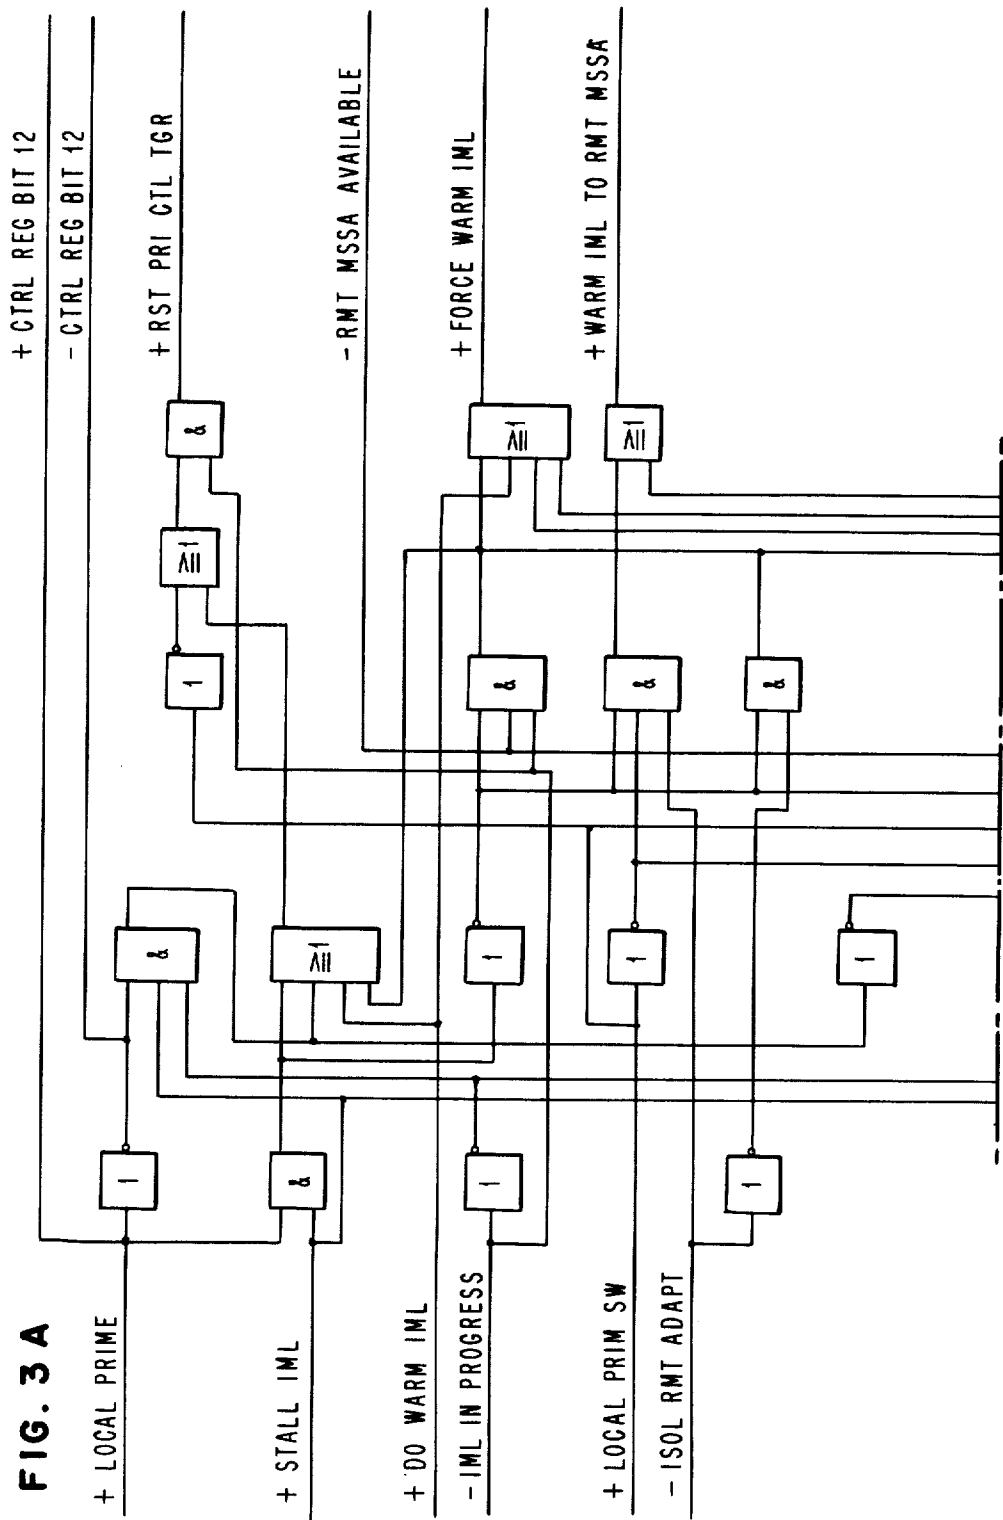 FIG. 3A
+ LOCAL PRIME
+ STALL IML
+ DO WARM IML
- IML IN PROGRESS
+ LOCAL PRIM SW
- ISOL RMT ADAPT
1
&
1
1
1
&
≥1
1
1
1
&
&
&
≥1
&
≥1
≥1
+ CTRL REG BIT 12
- CTRL REG BIT 12
+ RST PRI CTL TGR
- RMT MSSA AVAILABLE
+ FORCE WARM IML
+ WARM IML TO RMT MSSA